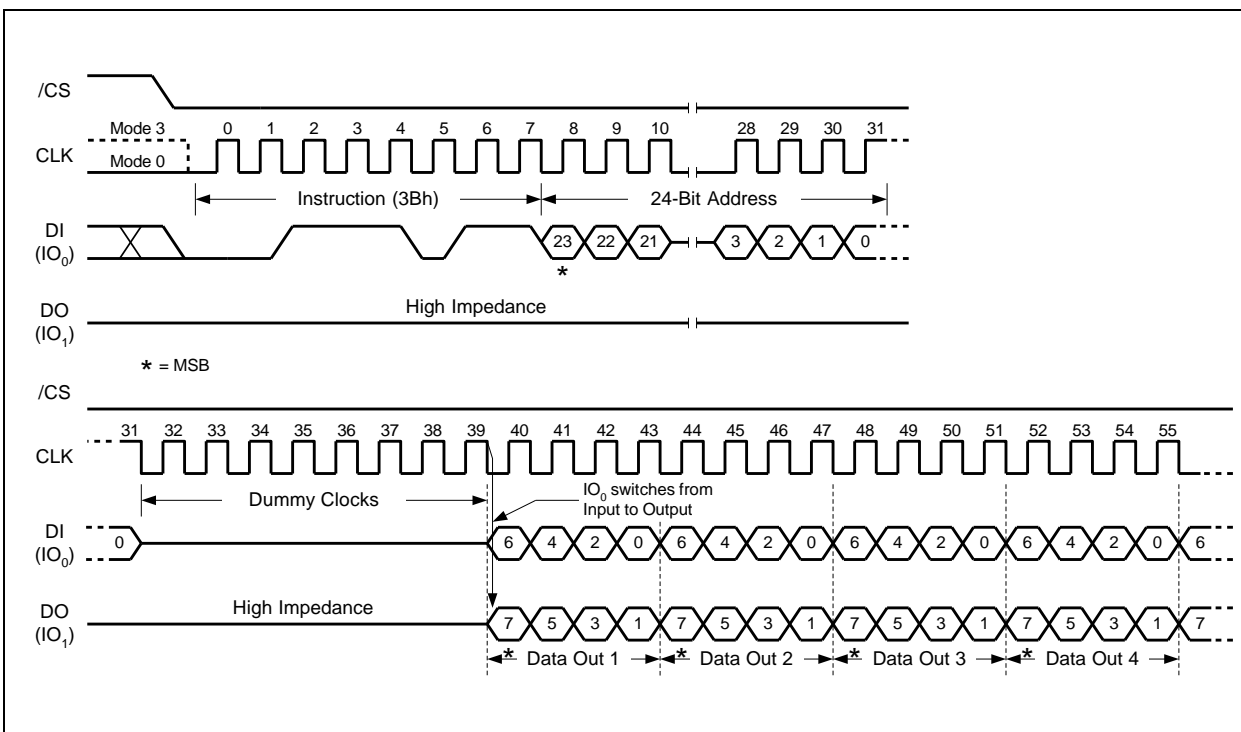 /CS
Mode 3 0 1 2 3 4 5 6 7 8 9 10 28 29 30 31
CLK
Mode 0
Instruction (3Bh) 24-Bit Address
DI
(IO0) 23 22 21 3 2 1 0
*
DO High Impedance
(IO1)
* = MSB
/CS
31 32 33 34 35 36 37 38 39 40 41 42 43 44 45 46 47 48 49 50 51 52 53 54 55
CLK
Dummy Clocks IO0 switches from
Input to Output
DI
(IO0) 0 6 4 2 0 6 4 2 0 6 4 2 0 6 4 2 0 6
DO High Impedance
(IO1) 7 5 3 1 7 5 3 1 7 5 3 1 7 5 3 1 7
* Data Out 1 * Data Out 2 * Data Out 3 * Data Out 4